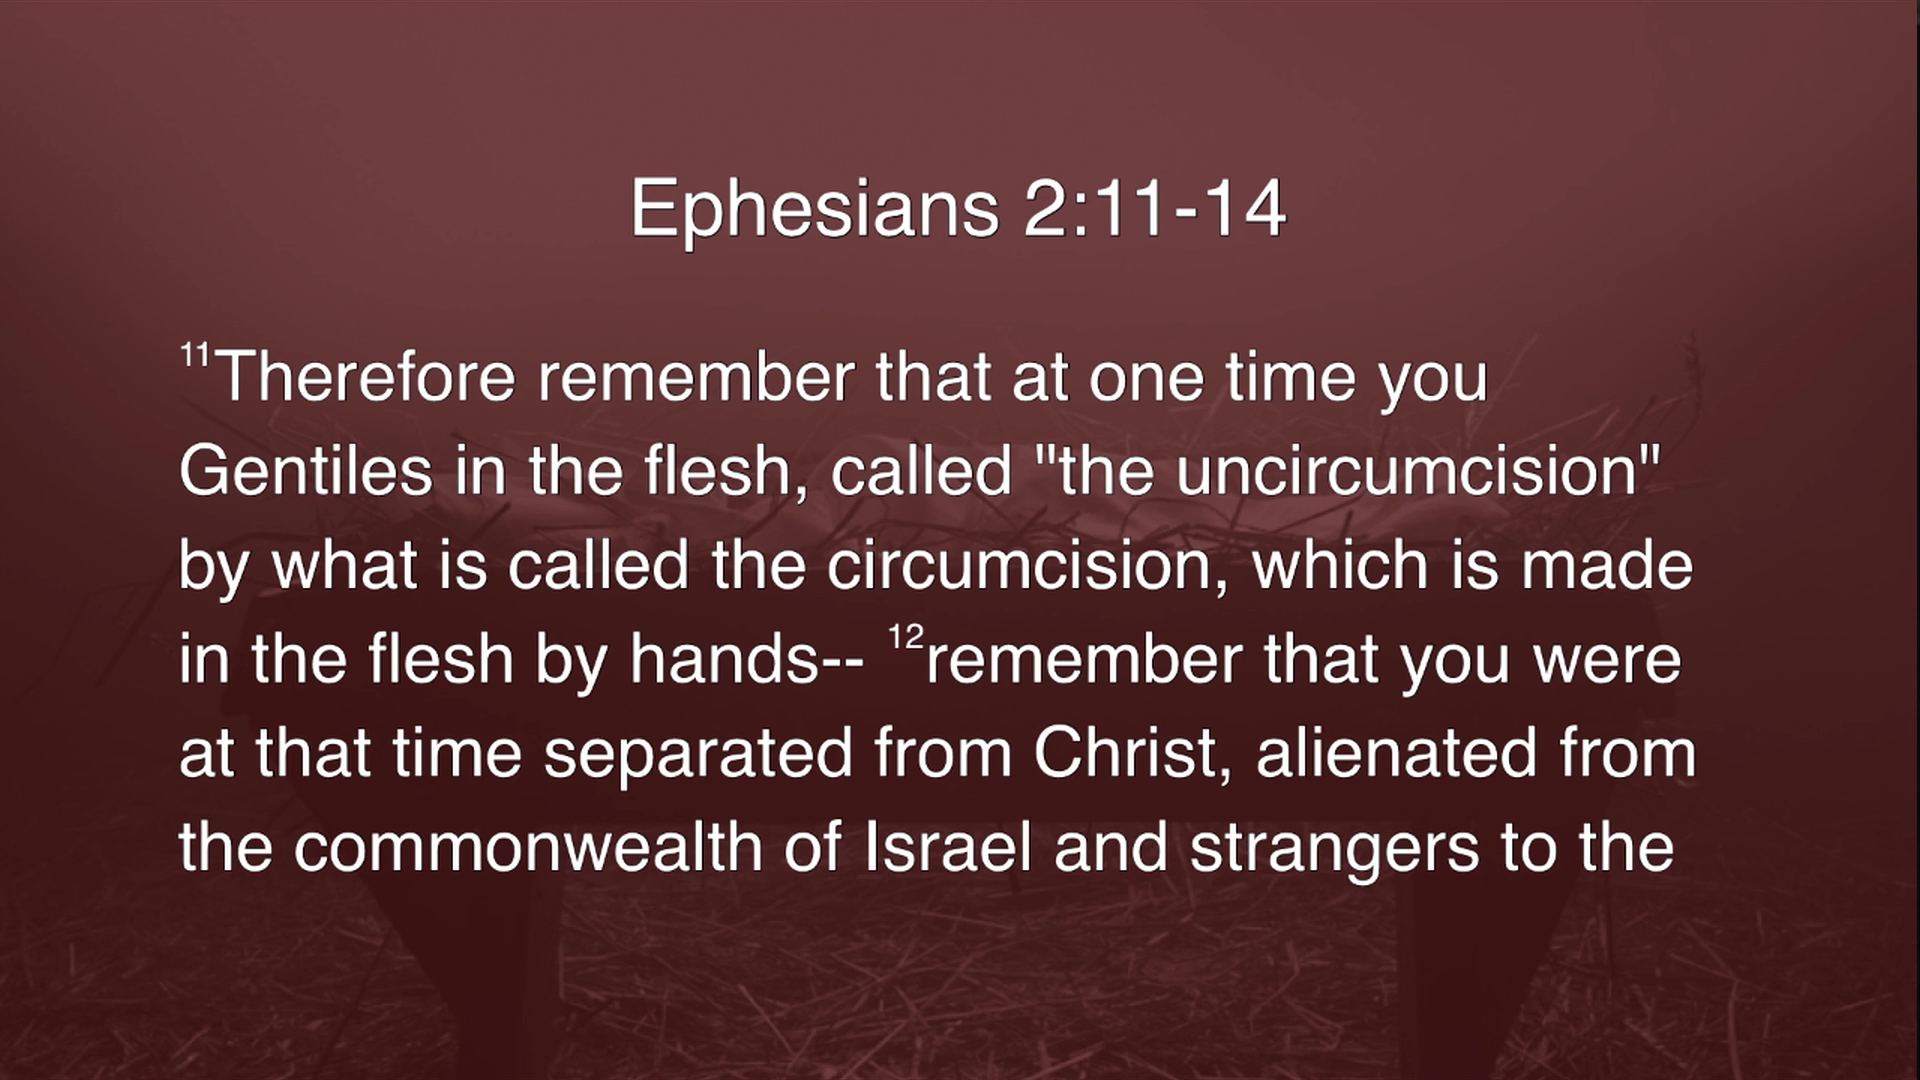 Ephesians 2:11-14
11Therefore remember that at one time you
Gentiles in the flesh, called "the uncircumcision"
by what is called the circumcision, which is made
in the flesh by hands-- 12remember that you were
at that time separated from Christ, alienated from
the commonwealth of Israel and strangers to the